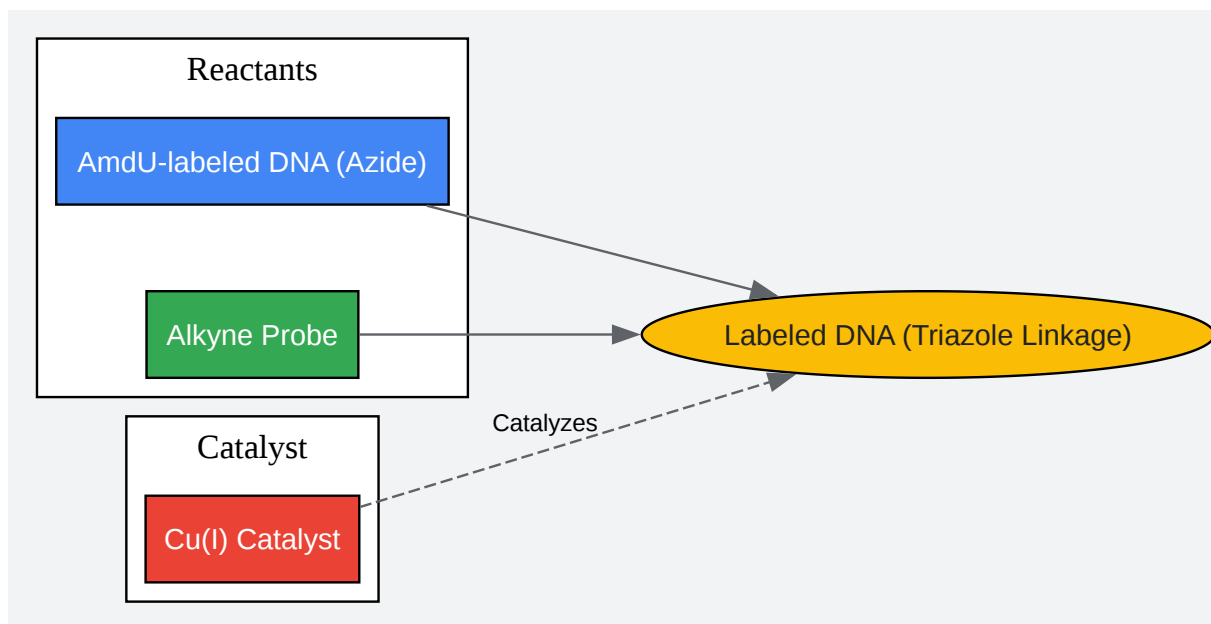 Reactants
AmdU-labeled DNA (Azide)
Alkyne Probe
Labeled DNA (Triazole Linkage)
Catalyzes
Catalyst
Cu(I) Catalyst